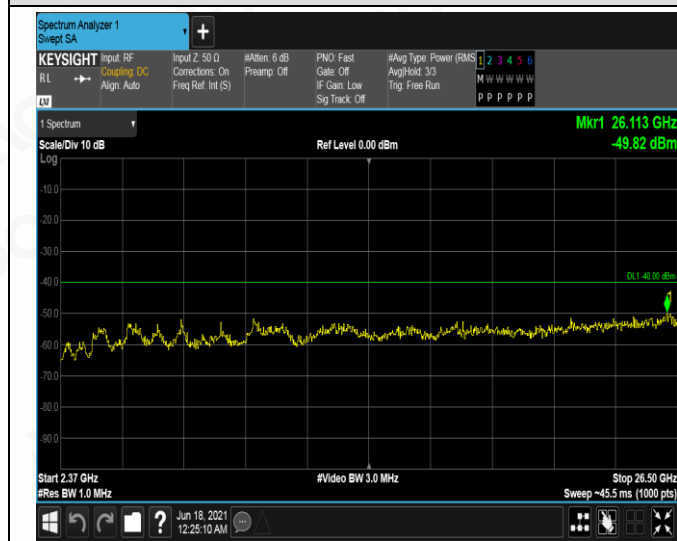 Spectrum Analyzer 1
Swept SA
KEYSIGHT
RL
LV
Input: RF
Coupling: DC
Align: Auto
Input Z: 50 Ω
Corrections: On
Freq Ref: Int (S)
#Atten: 6 dB
Preamp: Off
PNO: Fast
Gate: Off
IF Gain: Low
Sig Track: Off
#Avg Type: Power (RMS
Avg|Hold: 3/3
Trig: Free Run
1 2 3 4 5 6
M W W W W W
P P P P P P
1 Spectrum
Scale/Div 10 dB
Ref Level 0.00 dBm
Mkr1 26.113 GHz
-49.82 dBm
Log
-10.0
-20.0
-30.0
-40.0
DL1 -40.00 dBm
-50.0
-60.0
-70.0
-80.0
-90.0
Start 2.37 GHz
#Video BW 3.0 MHz
Stop 26.50 GHz
#Res BW 1.0 MHz
Sweep ~45.5 ms (1000 pts)
?
Jun 18, 2021
12:25:10 AM